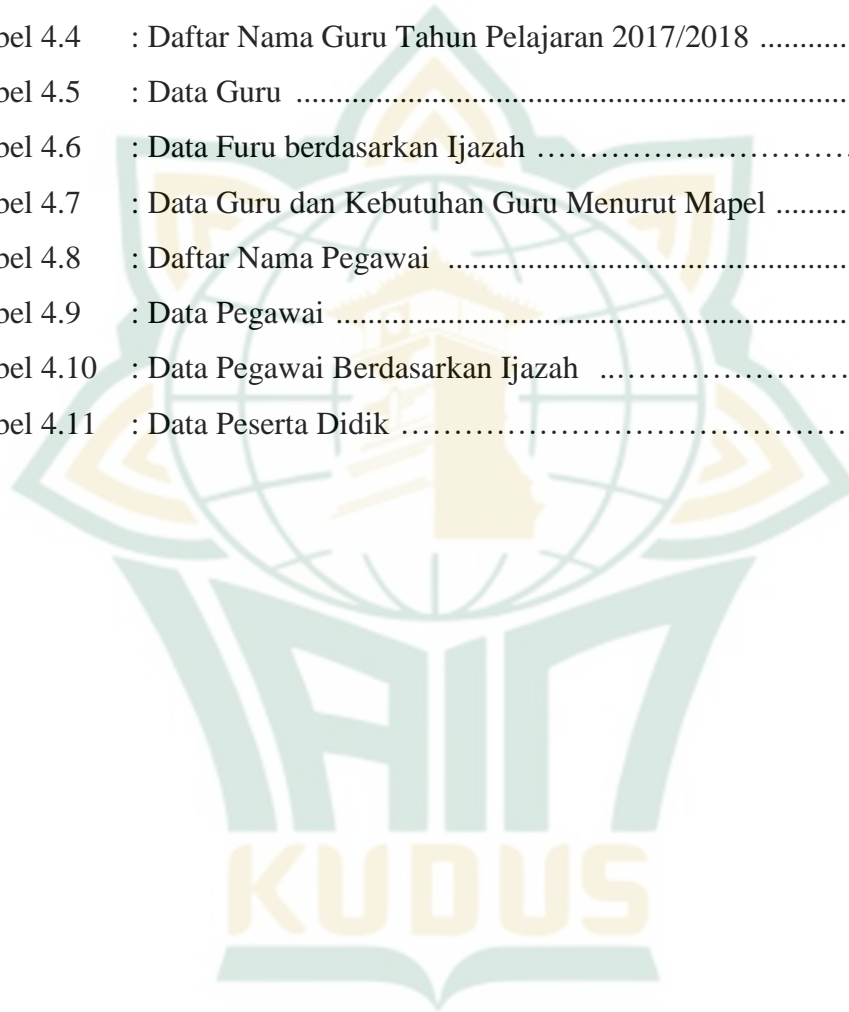 bel 4.4 : Daftar Nama Guru Tahun Pelajaran 2017/2018 ............
bel 4.5 : Data Guru ..........................................................................
bel 4.6 : Data Furu berdasarkan Ijazah ………………………….
bel 4.7 : Data Guru dan Kebutuhan Guru Menurut Mapel ..........
bel 4.8 : Daftar Nama Pegawai .....................................................
bel 4.9 : Data Pegawai .....................................................................
bel 4.10 : Data Pegawai Berdasarkan Ijazah ..……………………
bel 4.11 : Data Peserta Didik ……………………………………
IAIN
KUDUS